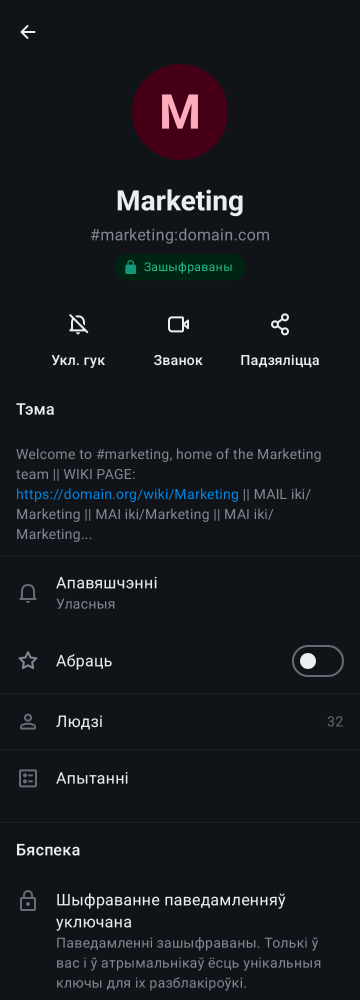 M
Marketing
#marketing:domain.com
Зашыфраваны
Укл. гук
Званок
Падзяліцца
Тэма
Welcome to #marketing, home of the Marketing
team || WIKI PAGE:
https://domain.org/wiki/Marketing || MAIL iki/
Marketing || MAI iki/Marketing || MAI iki/
Marketing...
Апавяшчэнні
Уласныя
Абраць
Людзі 32
Апытанні
Бяспека
Шыфраванне паведамленняў
уключана
Паведамленні зашыфраваны. Толькі ў
вас і ў атрымальнікаў ёсць унікальныя
ключы для іх разблакіроўкі.